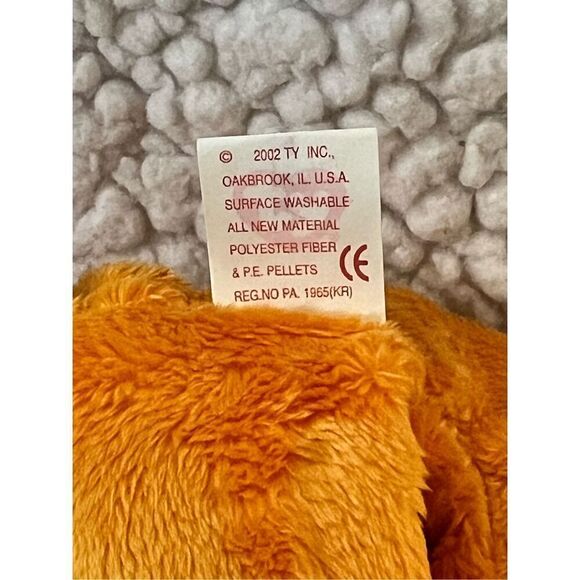 © 2002 TY INC.,
OAKBROOK, IL. U.S.A.
SURFACE WASHABLE
ALL NEW MATERIAL
POLYESTER FIBER
& P.E. PELLETS CE
REG.NO PA. 1965(KR)